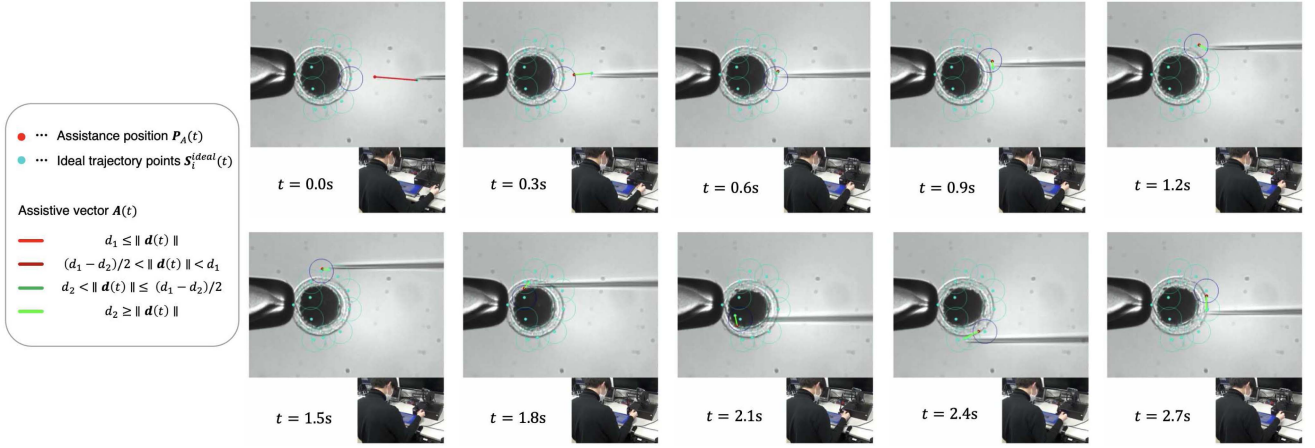 ••• Assistance position P_A(t)
••• Ideal trajectory points S_i^{ideal}(t)
Assistive vector A(t)
d_1 ≤ ∥ d(t) ∥
(d_1 − d_2)/2 < ∥ d(t) ∥ < d_1
d_2 < ∥ d(t) ∥ ≤ (d_1 − d_2)/2
d_2 ≥ ∥ d(t) ∥
t = 0.0s
t = 0.3s
t = 0.6s
t = 0.9s
t = 1.2s
t = 1.5s
t = 1.8s
t = 2.1s
t = 2.4s
t = 2.7s